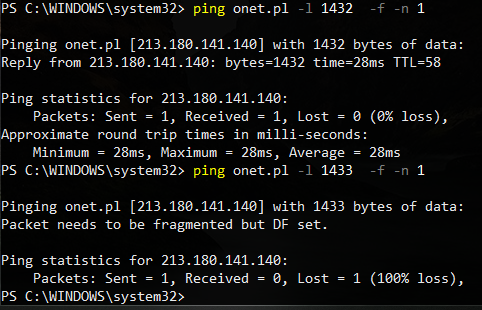 PS C:\WINDOWS\system32> ping onet.pl -l 1432  -f -n 1
Pinging onet.pl [213.180.141.140] with 1432 bytes of data:
Reply from 213.180.141.140: bytes=1432 time=28ms TTL=58
Ping statistics for 213.180.141.140:
    Packets: Sent = 1, Received = 1, Lost = 0 (0% loss),
Approximate round trip times in milli-seconds:
    Minimum = 28ms, Maximum = 28ms, Average = 28ms
PS C:\WINDOWS\system32> ping onet.pl -l 1433  -f -n 1
Pinging onet.pl [213.180.141.140] with 1433 bytes of data:
Packet needs to be fragmented but DF set.
Ping statistics for 213.180.141.140:
    Packets: Sent = 1, Received = 0, Lost = 1 (100% loss),
PS C:\WINDOWS\system32>